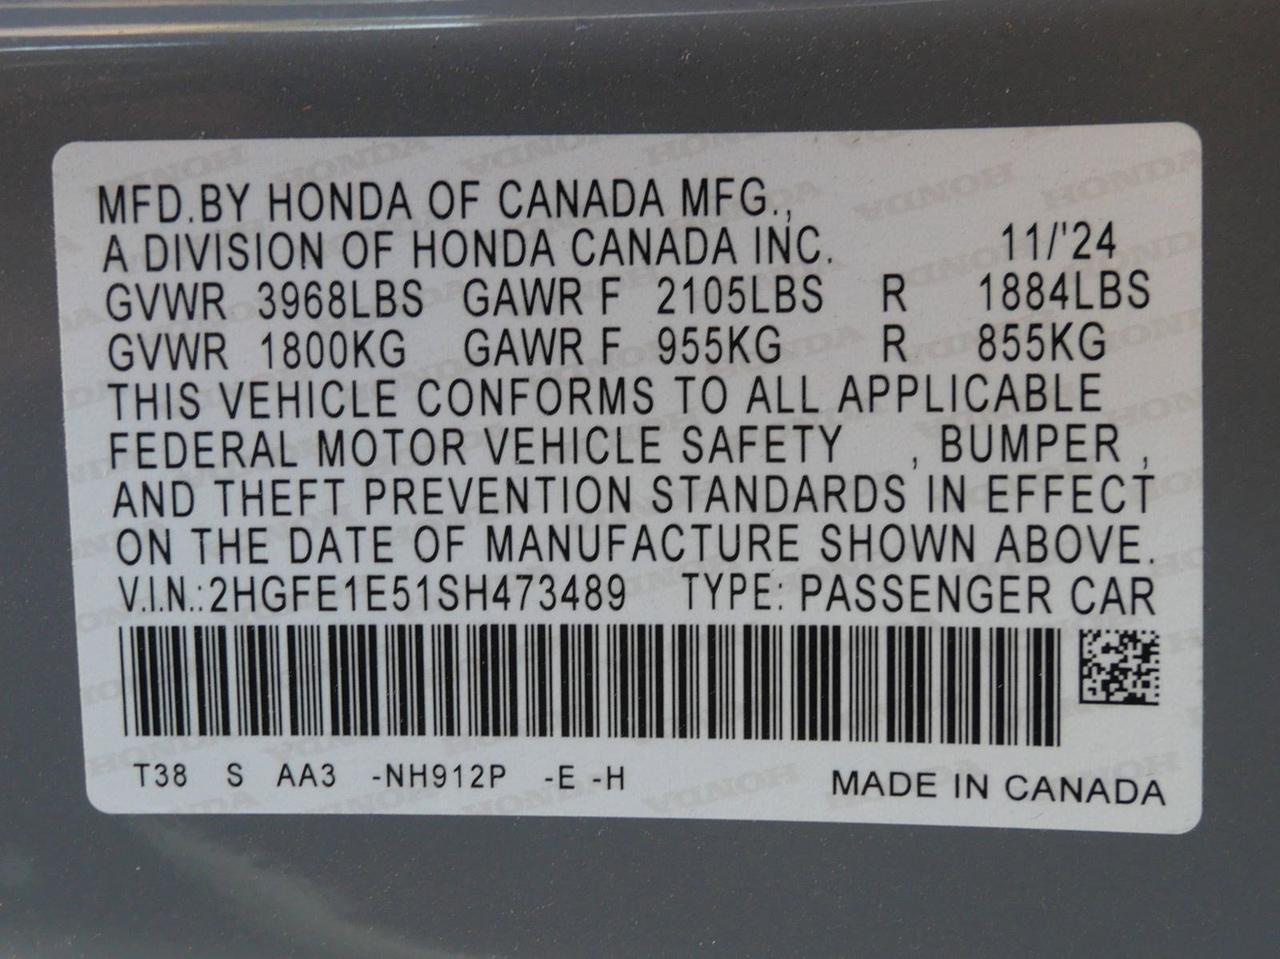 MFD.BY HONDA OF CANADA MFG.,
A DIVISION OF HONDA CANADA INC. 11/'24
GVWR 3968LBS GAWR F 2105LBS R 1884LBS
GVWR 1800KG GAWR F 955KG R 855KG
THIS VEHICLE CONFORMS TO ALL APPLICABLE
FEDERAL MOTOR VEHICLE SAFETY , BUMPER ,
AND THEFT PREVENTION STANDARDS IN EFFECT
ON THE DATE OF MANUFACTURE SHOWN ABOVE.
V.I.N.:2HGFE1E51SH473489 TYPE: PASSENGER CAR
T38 S AA3 -NH912P -E -H MADE IN CANADA